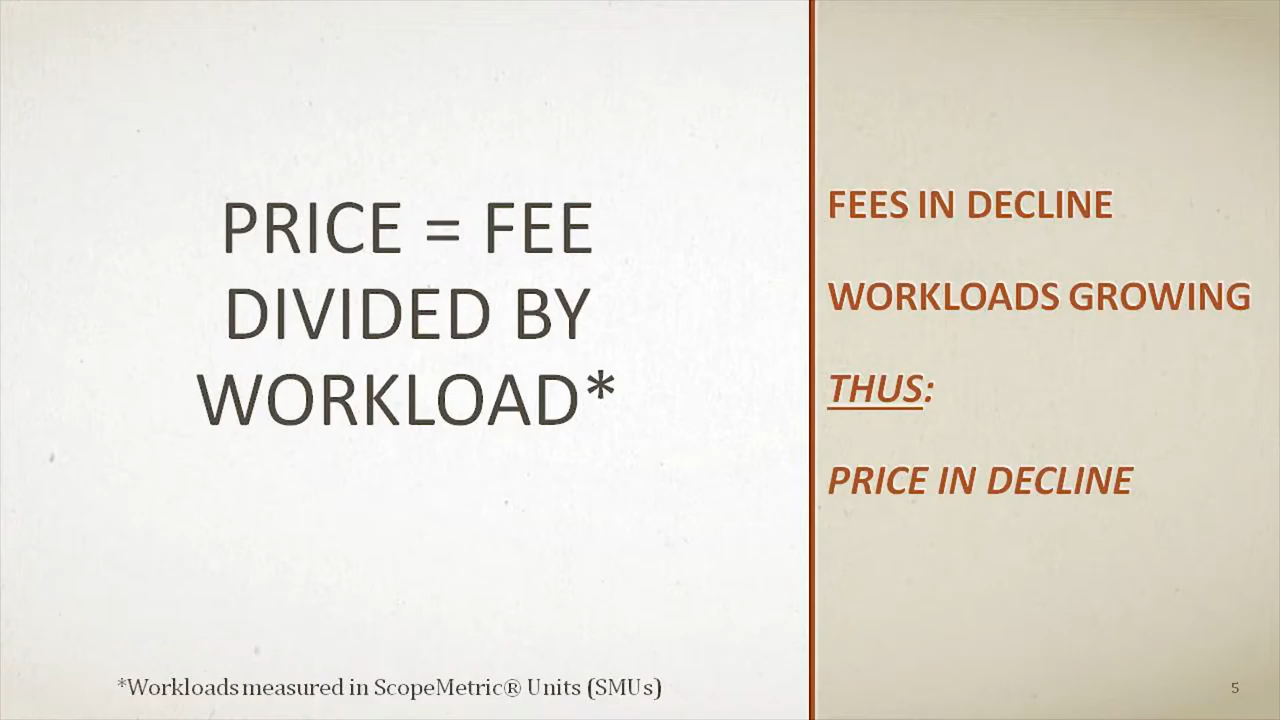 PRICE = FEE
DIVIDED BY
WORKLOAD*
*Workloads measured in ScopeMetric® Units (SMUs)
FEES IN DECLINE
WORKLOADS GROWING
THUS:
PRICE IN DECLINE
5